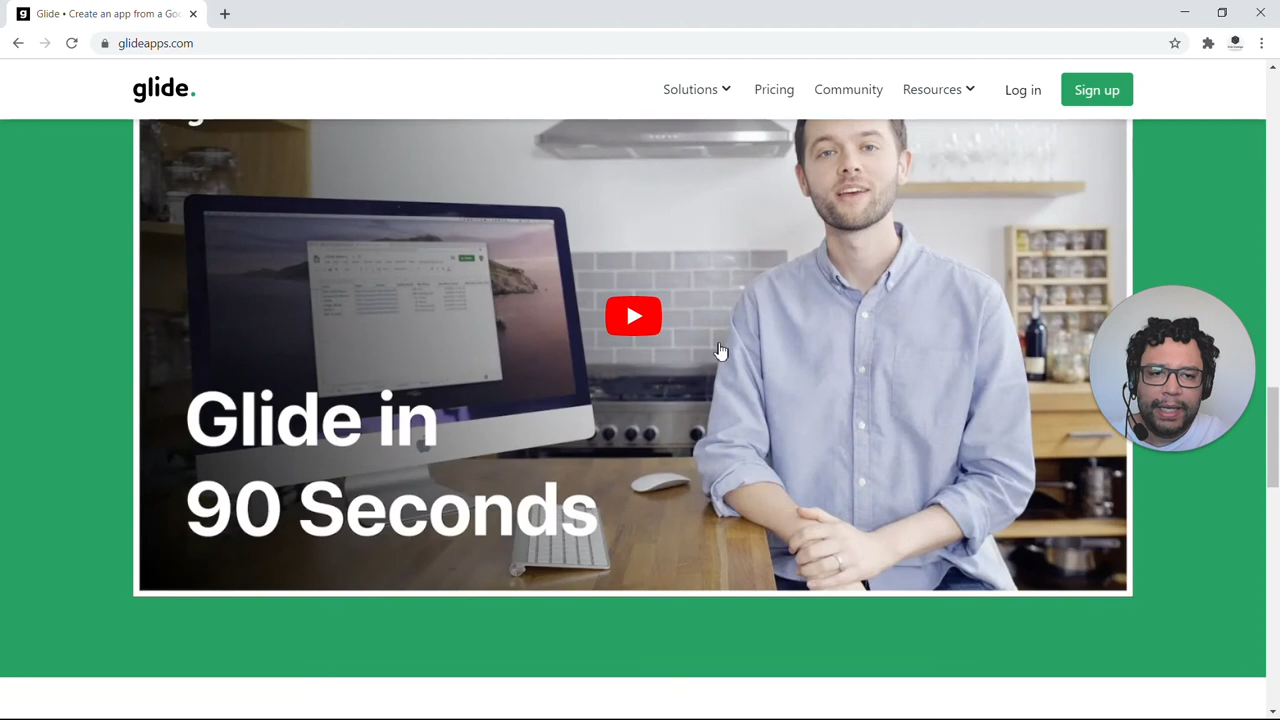 Glide • Create an app from a Goo
glideapps.com
glide.
Solutions
Pricing
Community
Resources
Log in
Sign up
Glide in
90 Seconds